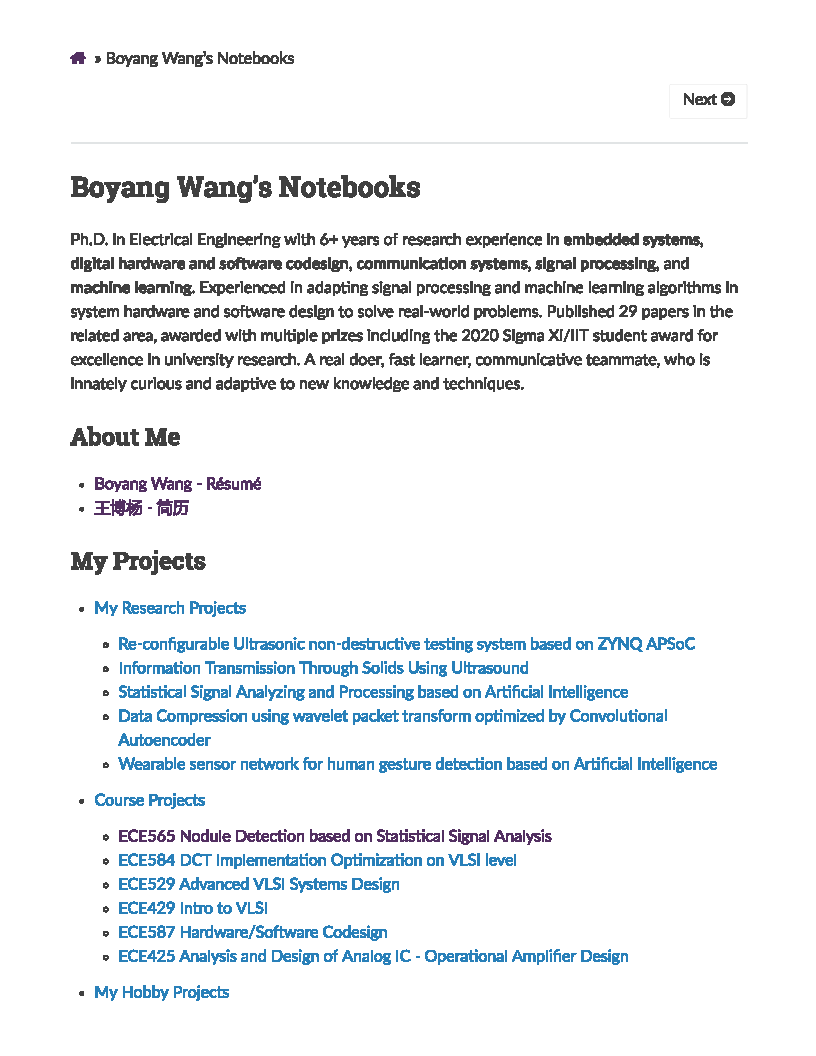 » Boyang Wang's Notebooks
Next
Boyang Wang's Notebooks
Ph.D. in Electrical Engineering with 6+ years of research experience in embedded systems,
digital hardware and software codesign, communication systems, signal processing, and
machine learning. Experienced in adapting signal processing and machine learning algorithms in
system hardware and software design to solve real-world problems. Published 29 papers in the
related area, awarded with multiple prizes including the 2020 Sigma Xi/IIT student award for
excellence in university research. A real doer, fast learner, communicative teammate, who is
innately curious and adaptive to new knowledge and techniques.
About Me
• Boyang Wang - Résumé
• 王博杨 - 简历
My Projects
• My Research Projects
• Re-configurable Ultrasonic non-destructive testing system based on ZYNQ APSoC
• Information Transmission Through Solids Using Ultrasound
• Statistical Signal Analyzing and Processing based on Artificial Intelligence
• Data Compression using wavelet packet transform optimized by Convolutional
Autoencoder
• Wearable sensor network for human gesture detection based on Artificial Intelligence
• Course Projects
• ECE565 Nodule Detection based on Statistical Signal Analysis
• ECE584 DCT Implementation Optimization on VLSI level
• ECE529 Advanced VLSI Systems Design
• ECE429 Intro to VLSI
• ECE587 Hardware/Software Codesign
• ECE425 Analysis and Design of Analog IC - Operational Amplifier Design
• My Hobby Projects